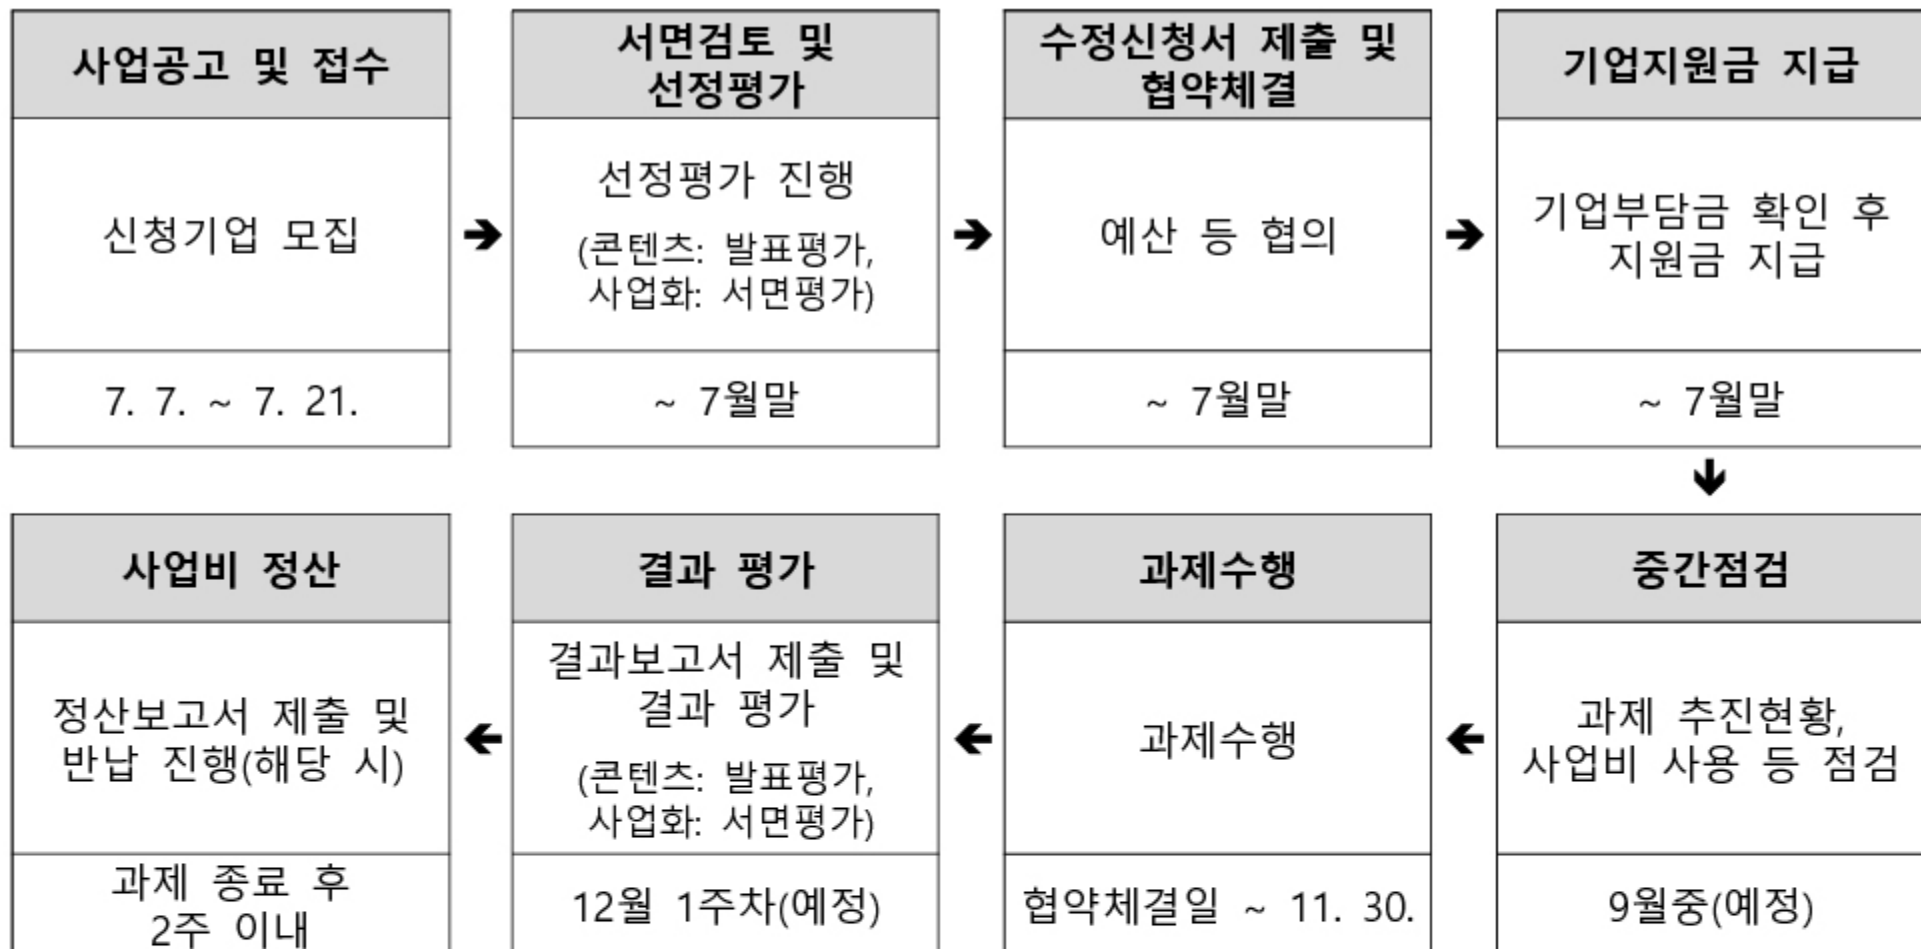 사업공고 및 접수
신청기업 모집
7. 7. ~ 7. 21.
서면검토 및
선정평가
선정평가 진행
(콘텐츠: 발표평가,
사업화: 서면평가)
~ 7월말
수정신청서 제출 및
협약체결
예산 등 협의
~ 7월말
기업지원금 지급
기업부담금 확인 후
지원금 지급
~ 7월말
중간점검
과제 추진현황,
사업비 사용 등 점검
9월중(예정)
과제수행
과제수행
협약체결일 ~ 11. 30.
결과 평가
결과보고서 제출 및
결과 평가
(콘텐츠: 발표평가,
사업화: 서면평가)
12월 1주차(예정)
사업비 정산
정산보고서 제출 및
반납 진행(해당 시)
과제 종료 후
2주 이내